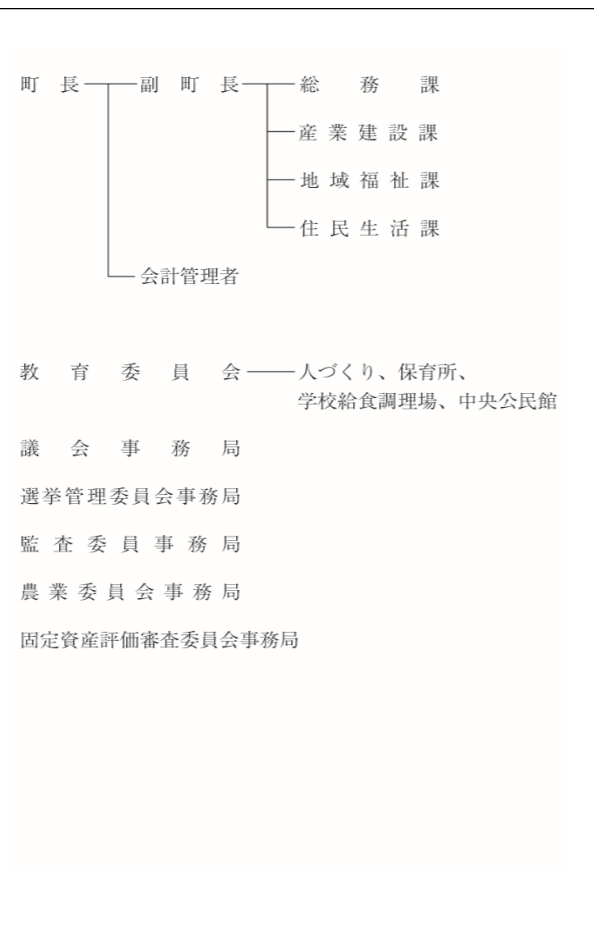 町長 副町長 総務課
産業建設課
地域福祉課
住民生活課
会計管理者
教育委員会 人づくり、保育所、
学校給食調理場、中央公民館
議会事務局
選挙管理委員会事務局
監査委員事務局
農業委員会事務局
固定資産評価審査委員会事務局